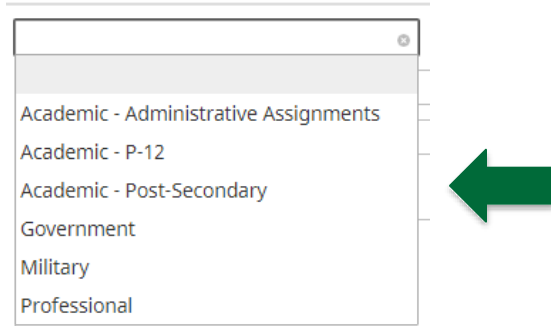 Academic - Administrative Assignments
Academic - P-12
Academic - Post-Secondary
Government
Military
Professional